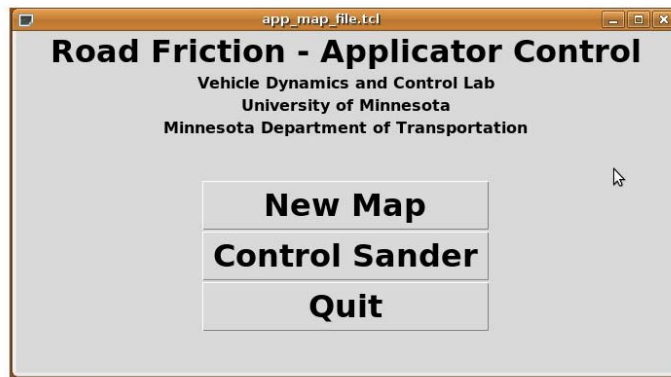 app_map_file.tcl
Road Friction - Applicator Control
Vehicle Dynamics and Control Lab
University of Minnesota
Minnesota Department of Transportation
New Map
Control Sander
Quit